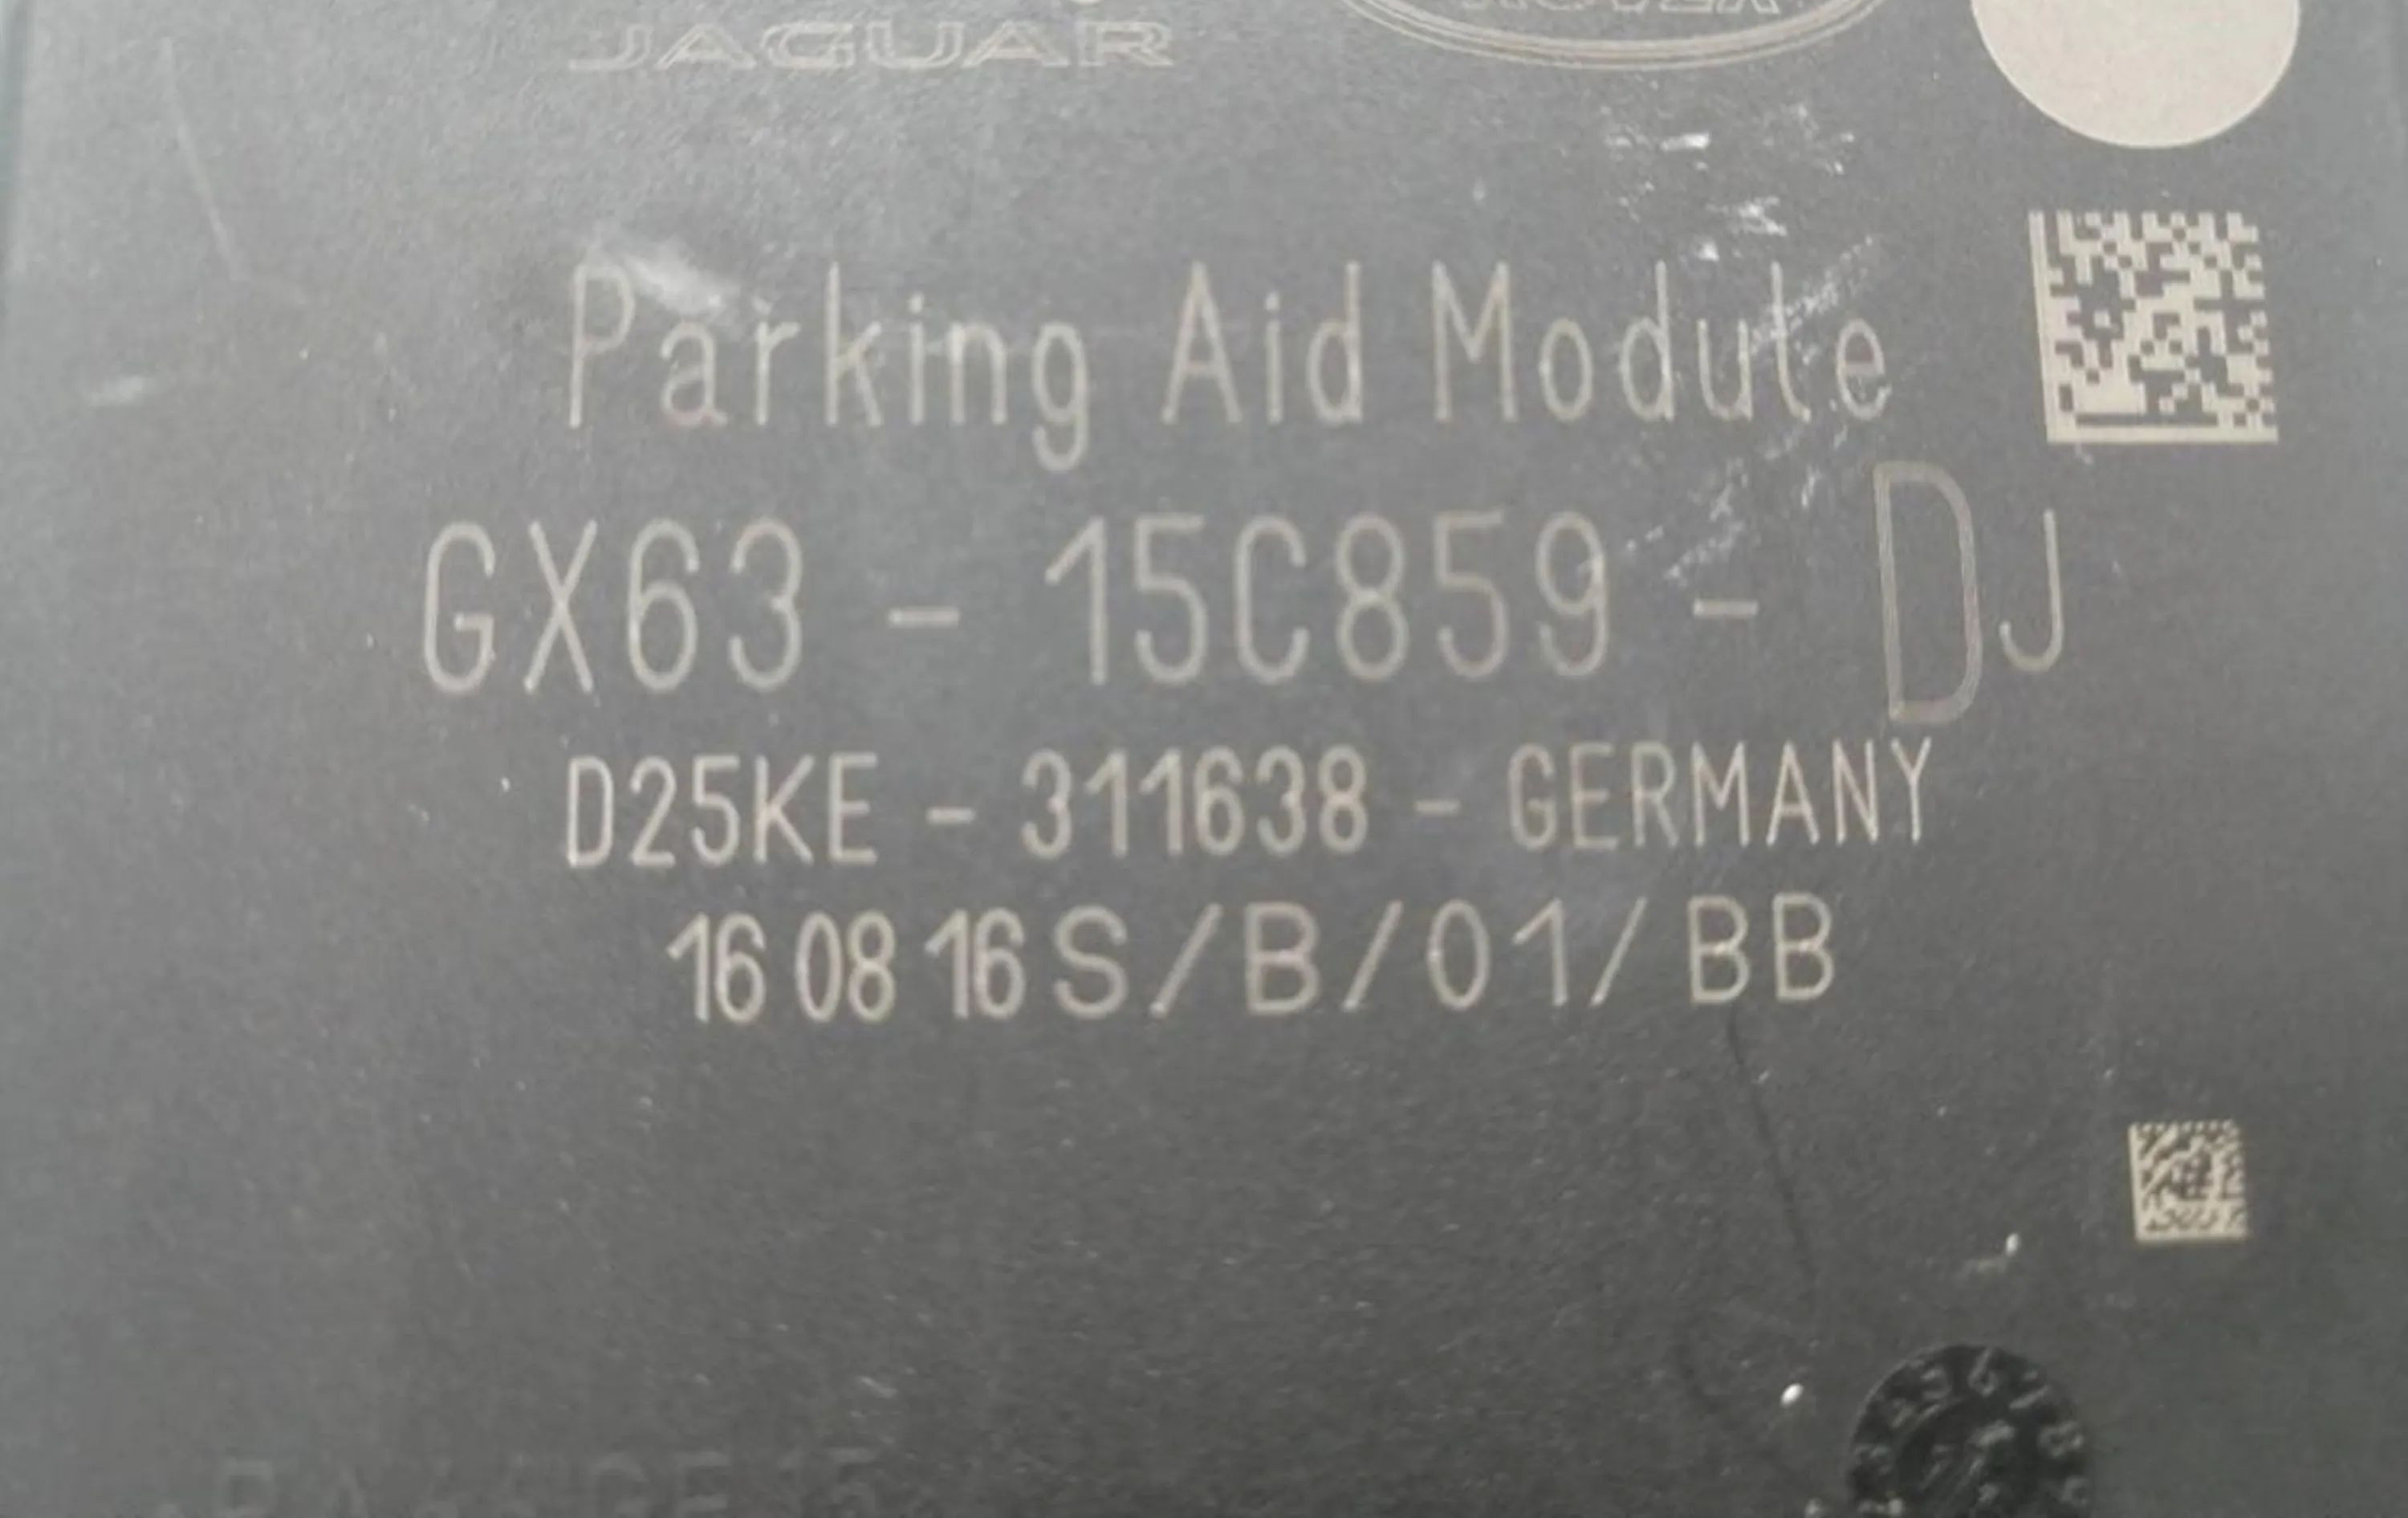 JAGUAR
Parking Aid Module
GX63 - 15C859 - DJ
D25KE - 311638 - GERMANY
16 08 16 S/B/01/BB